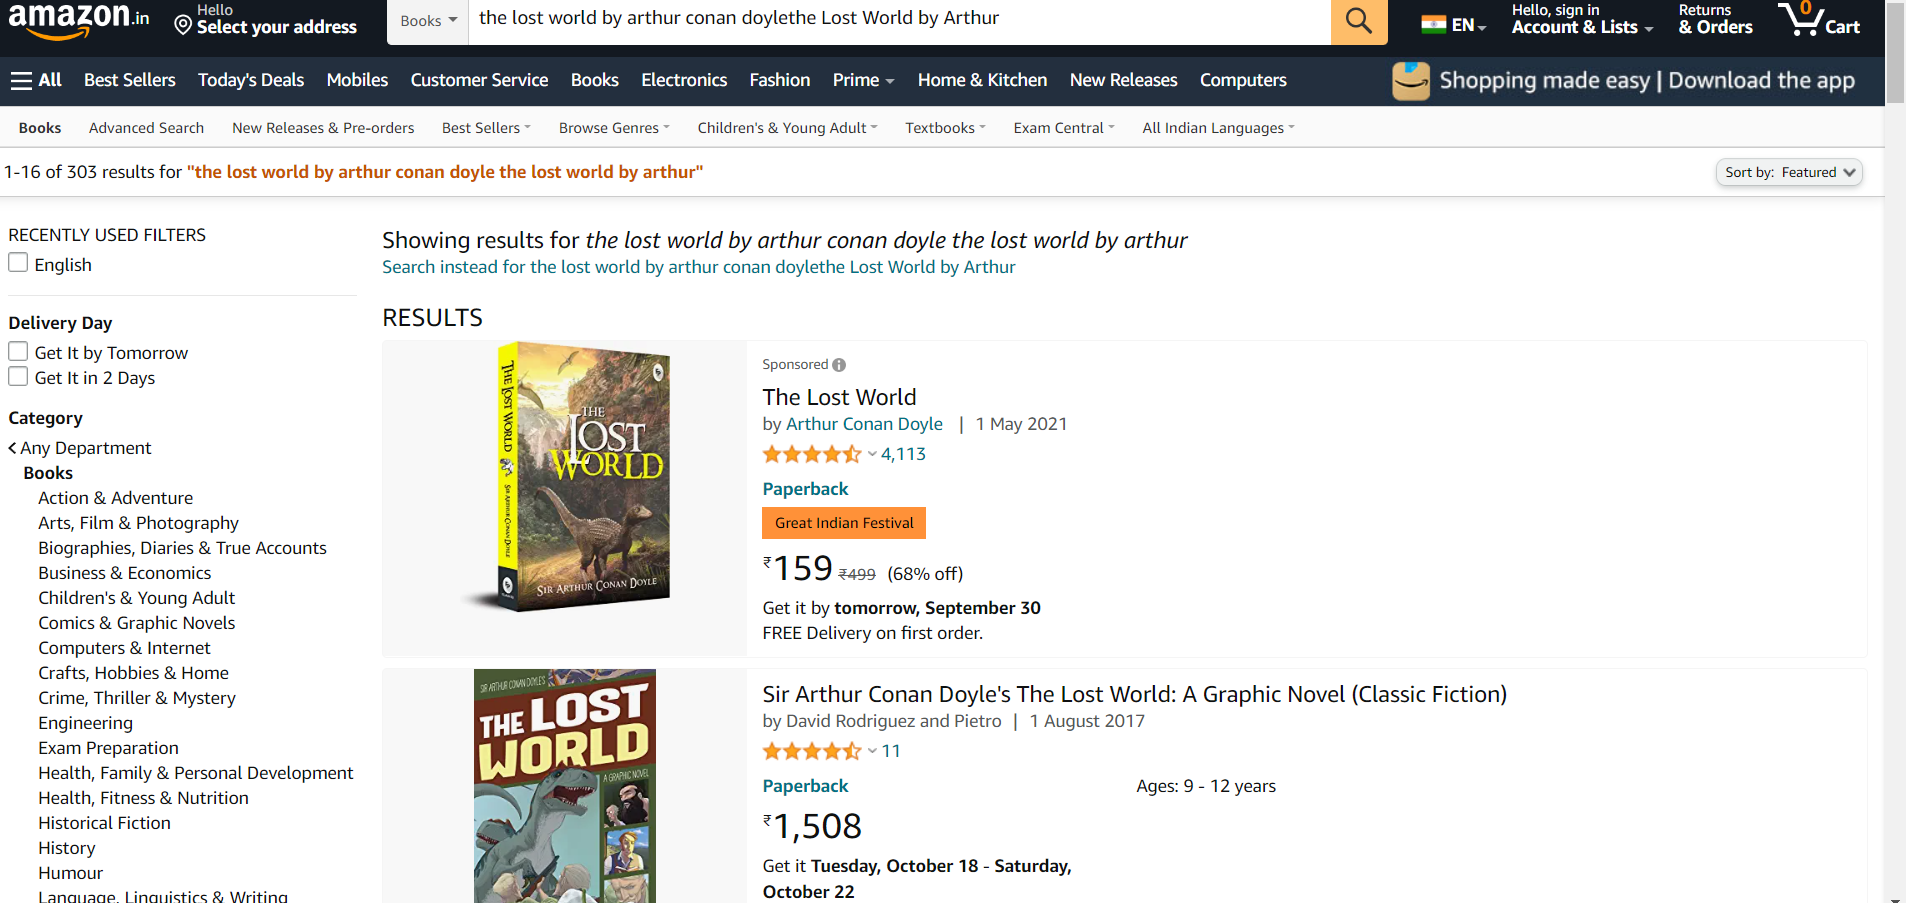 amazon.in
Hello
Select your address
Books
the lost world by arthur conan doylethe Lost World by Arthur
EN
Hello, sign in
Account & Lists
Returns
& Orders
0
Cart
All
Best Sellers
Today's Deals
Mobiles
Customer Service
Books
Electronics
Fashion
Prime
Home & Kitchen
New Releases
Computers
Shopping made easy | Download the app
Books
Advanced Search
New Releases & Pre-orders
Best Sellers
Browse Genres
Children's & Young Adult
Textbooks
Exam Central
All Indian Languages
1-16 of 303 results for "the lost world by arthur conan doyle the lost world by arthur"
Sort by: Featured
RECENTLY USED FILTERS
English
Delivery Day
Get It by Tomorrow
Get It in 2 Days
Category
Any Department
Books
Action & Adventure
Arts, Film & Photography
Biographies, Diaries & True Accounts
Business & Economics
Children's & Young Adult
Comics & Graphic Novels
Computers & Internet
Crafts, Hobbies & Home
Crime, Thriller & Mystery
Engineering
Exam Preparation
Health, Family & Personal Development
Health, Fitness & Nutrition
Historical Fiction
History
Humour
Language, Linguistics & Writing
Showing results for the lost world by arthur conan doyle the lost world by arthur
Search instead for the lost world by arthur conan doylethe Lost World by Arthur
RESULTS
THE LOST WORLD
SIR ARTHUR CONAN DOYLE
THE
LOST
WORLD
SIR ARTHUR CONAN DOYLE
Sponsored
The Lost World
by Arthur Conan Doyle | 1 May 2021
4,113
Paperback
Great Indian Festival
₹159 ₹499 (68% off)
Get it by tomorrow, September 30
FREE Delivery on first order.
SIR ARTHUR CONAN DOYLE'S
THE LOST
WORLD
A GRAPHIC NOVEL
Sir Arthur Conan Doyle's The Lost World: A Graphic Novel (Classic Fiction)
by David Rodriguez and Pietro | 1 August 2017
11
Paperback
Ages: 9 - 12 years
₹1,508
Get it Tuesday, October 18 - Saturday,
October 22